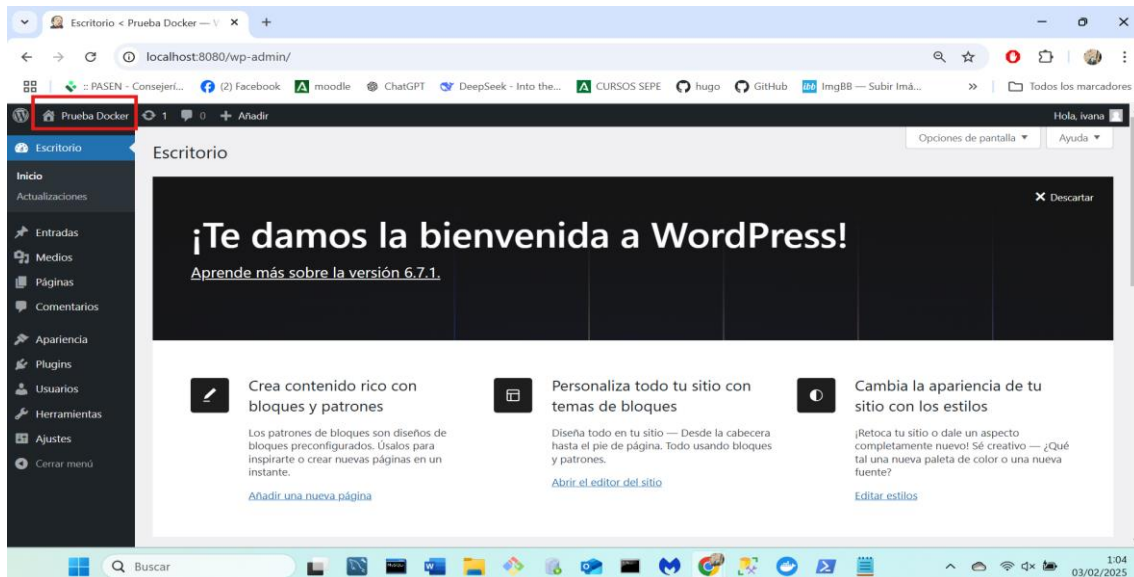 Escritorio < Prueba Docker — V
localhost:8080/wp-admin/
:: PASEN - Consejerí... (2) Facebook moodle ChatGPT DeepSeek - Into the... CURSOS SEPE hugo GitHub ImgBB — Subir Imá... » Todos los marcadores
Prueba Docker 1 0 + Añadir Hola, ivana
Opciones de pantalla Ayuda
Escritorio
Escritorio
Inicio
Actualizaciones
Entradas
Medios
Páginas
Comentarios
Apariencia
Plugins
Usuarios
Herramientas
Ajustes
Cerrar menú
Descartar
¡Te damos la bienvenida a WordPress!
Aprende más sobre la versión 6.7.1.
Crea contenido rico con
bloques y patrones
Los patrones de bloques son diseños de
bloques preconfigurados. Úsalos para
inspirarte o crear nuevas páginas en un
instante.
Añadir una nueva página
Personaliza todo tu sitio con
temas de bloques
Diseña todo en tu sitio — Desde la cabecera
hasta el pie de página. Todo usando bloques
y patrones.
Abrir el editor del sitio
Cambia la apariencia de tu
sitio con los estilos
¡Retoca tu sitio o dale un aspecto
completamente nuevo! Sé creativo — ¿Qué
tal una nueva paleta de color o una nueva
fuente?
Editar estilos
Buscar
1:04
03/02/2025